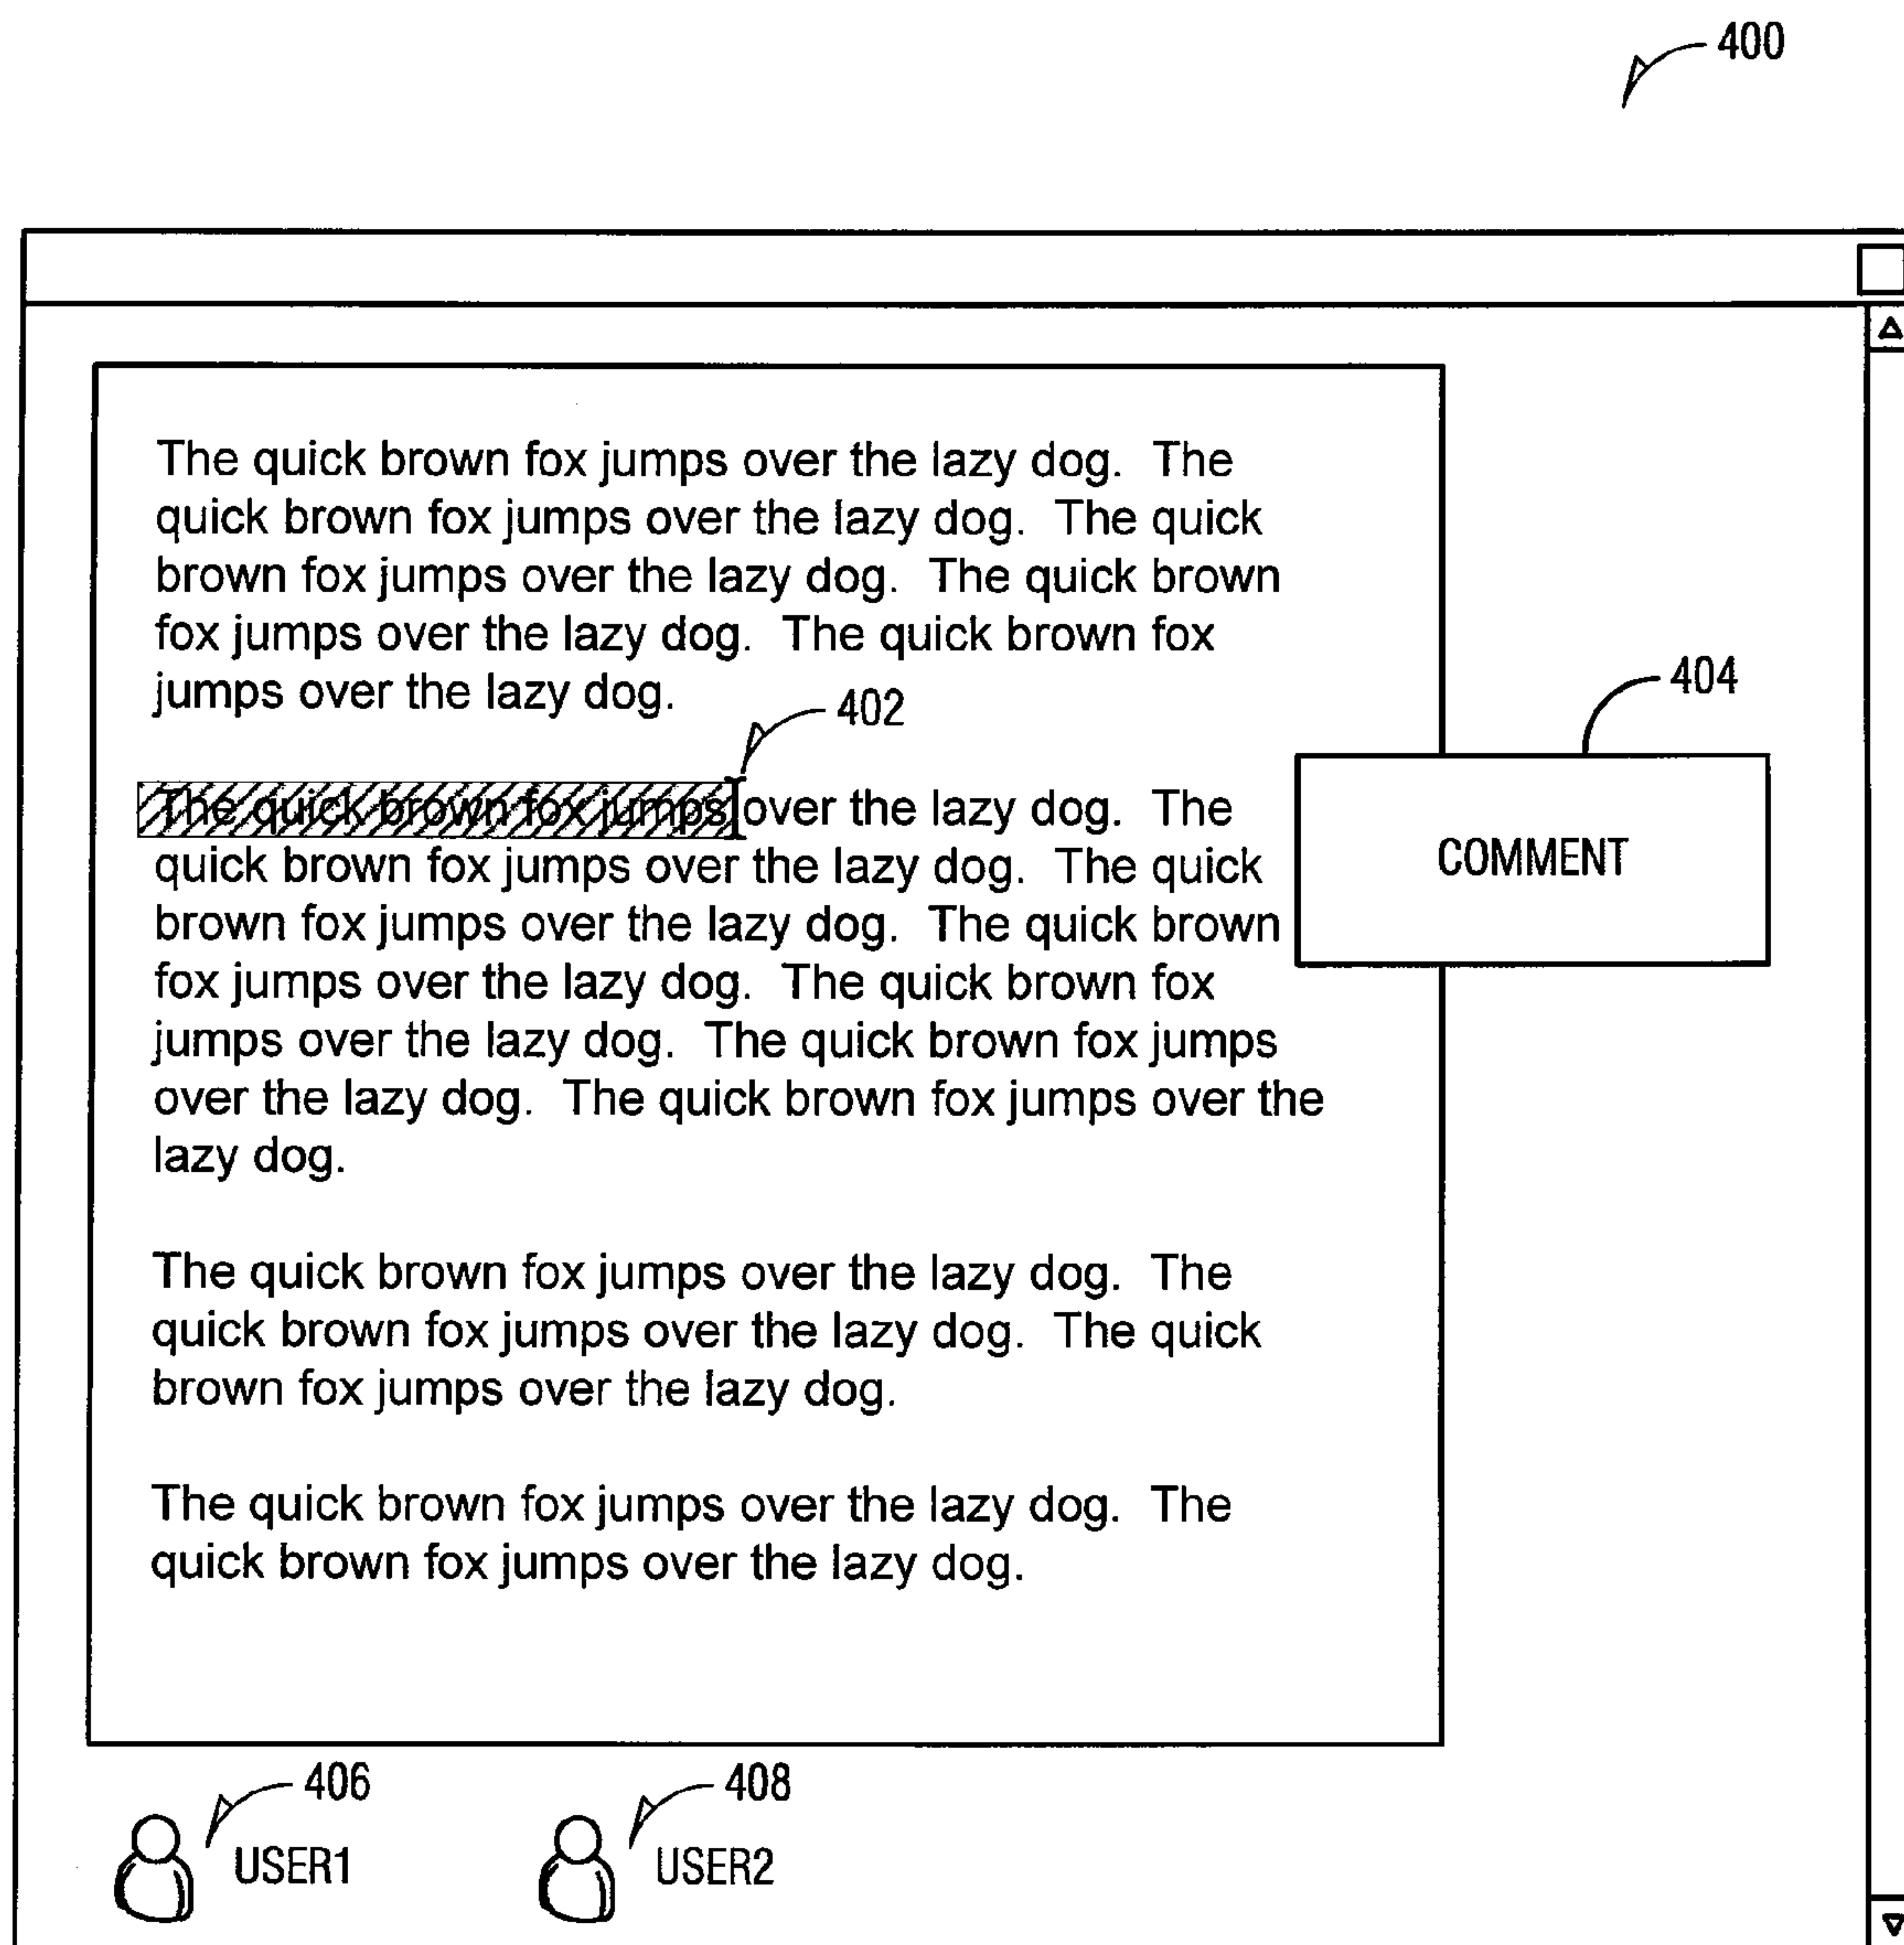 400
The quick brown fox jumps over the lazy dog. The
quick brown fox jumps over the lazy dog. The quick
brown fox jumps over the lazy dog. The quick brown
fox jumps over the lazy dog. The quick brown fox
jumps over the lazy dog.
402
404
The quick brown fox jumps over the lazy dog. The
quick brown fox jumps over the lazy dog. The quick
brown fox jumps over the lazy dog. The quick brown
fox jumps over the lazy dog. The quick brown fox
jumps over the lazy dog. The quick brown fox jumps
over the lazy dog. The quick brown fox jumps over the
lazy dog.
COMMENT
The quick brown fox jumps over the lazy dog. The
quick brown fox jumps over the lazy dog. The quick
brown fox jumps over the lazy dog.
The quick brown fox jumps over the lazy dog. The
quick brown fox jumps over the lazy dog.
406
USER1
408
USER2